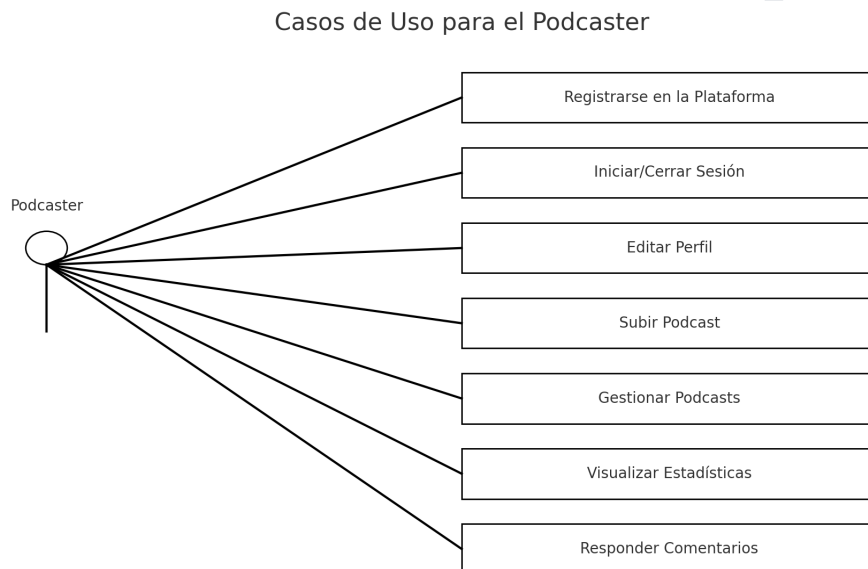 Casos de Uso para el Podcaster
Registrarse en la Plataforma
Iniciar/Cerrar Sesión
Podcaster
Editar Perfil
Subir Podcast
Gestionar Podcasts
Visualizar Estadísticas
Responder Comentarios